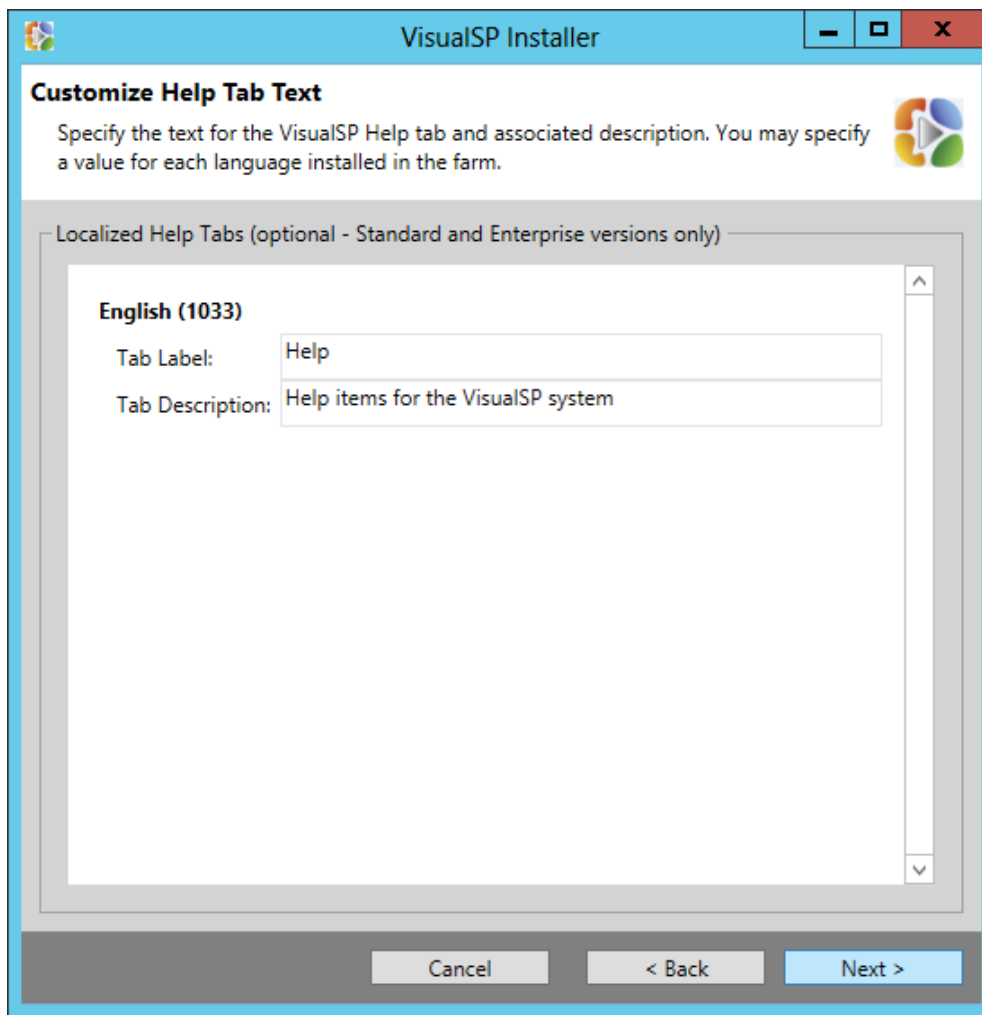 VisualSP Installer
Customize Help Tab Text
Specify the text for the VisualSP Help tab and associated description. You may specify
a value for each language installed in the farm.
Localized Help Tabs (optional - Standard and Enterprise versions only)
English (1033)
Tab Label: Help
Tab Description: Help items for the VisualSP system
Cancel < Back Next >